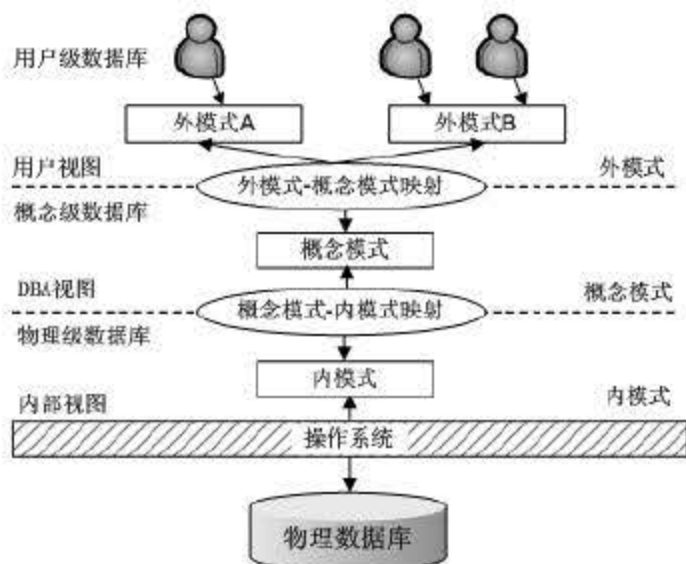 用户级数据库
外模式A
外模式B
用户视图
外模式-概念模式映射
外模式
概念级数据库
概念模式
DBA视图
概念模式-内模式映射
概念模式
物理级数据库
内模式
内部视图
内模式
操作系统
物理数据库